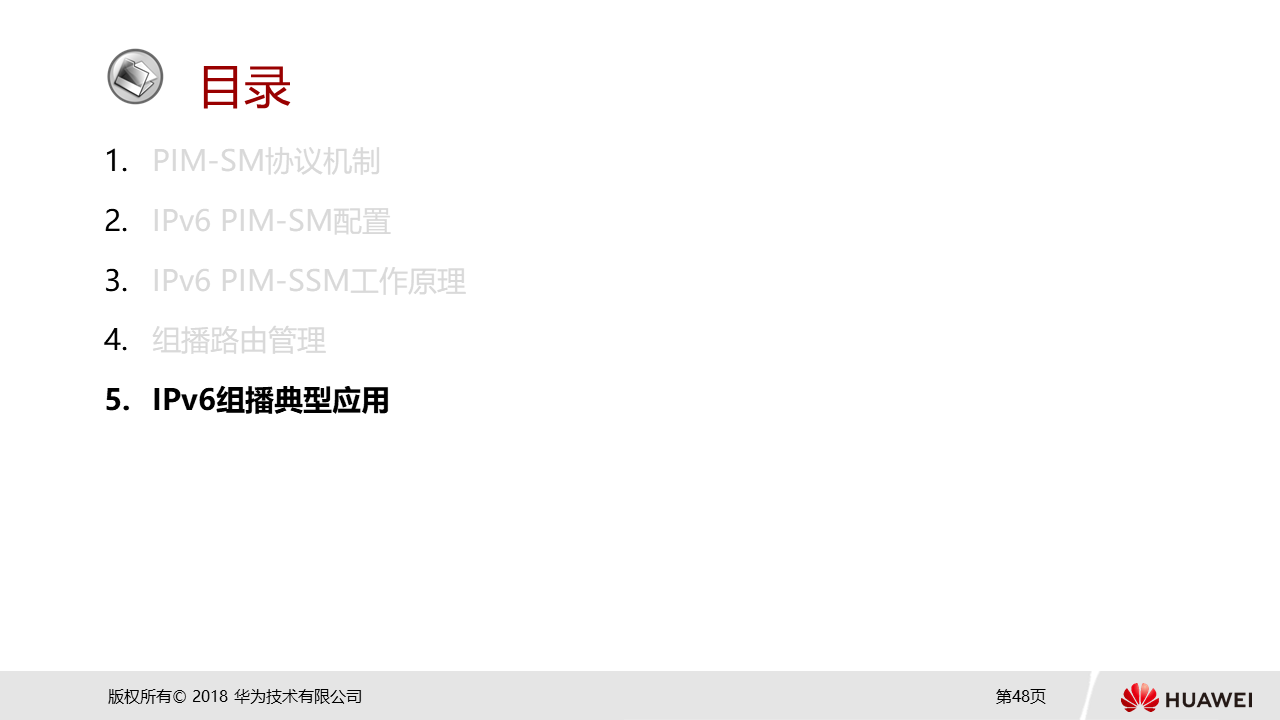 目录
1. PIM-SM协议机制
2. IPv6 PIM-SM配置
3. IPv6 PIM-SSM工作原理
4. 组播路由管理
5. IPv6组播典型应用
版权所有© 2018 华为技术有限公司
第48页
HUAWEI